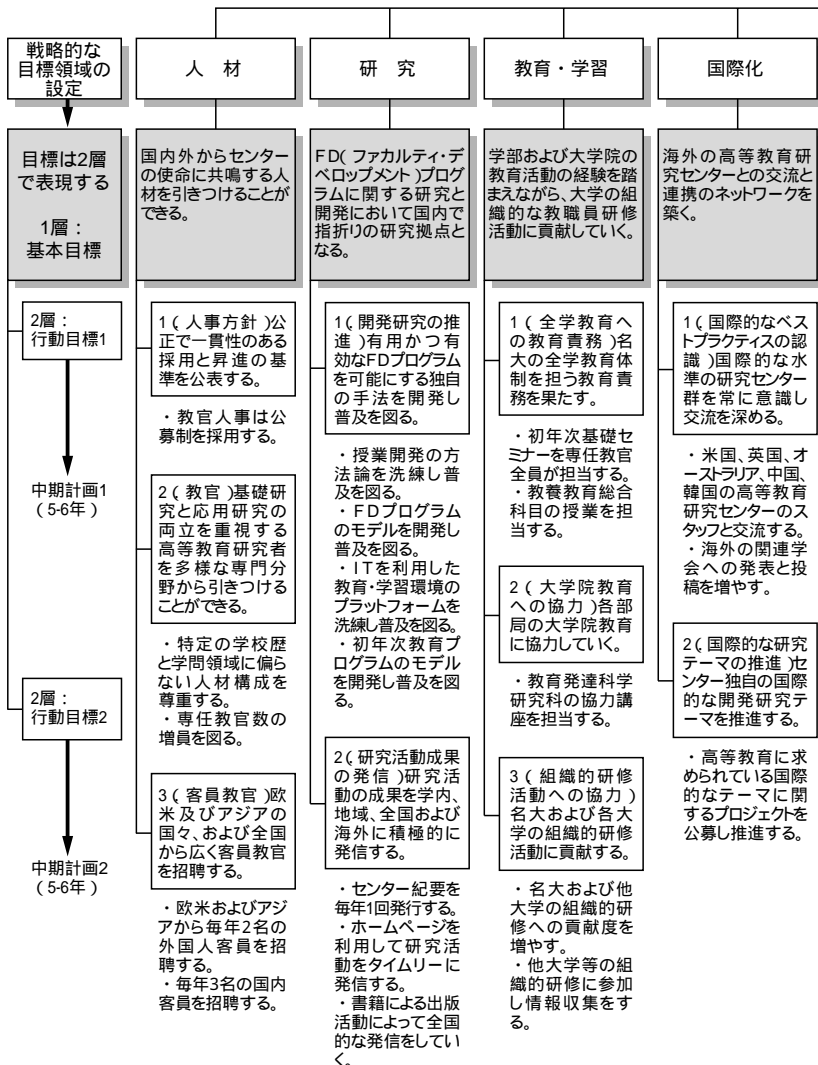 戦略的な
目標領域の
設定
目標は2層
で表現する
1層：
基本目標
2層：
行動目標1
中期計画1
（5-6年）
2層：
行動目標2
中期計画2
（5-6年）
人　材
国内外からセンター
の使命に共鳴する人
材を引きつけることが
できる。
1（人事方針）公
正で一貫性のある
採用と昇進の基
準を公表する。
・教官人事は公
募制を採用する。
2（教官）基礎研
究と応用研究の
両立を重視する
高等教育研究者
を多様な専門分
野から引きつける
ことができる。
・特定の学校歴
と学問領域に偏ら
ない人材構成を
尊重する。
・専任教官数の
増員を図る。
3（客員教官）欧
米及びアジアの
国々、および全国
から広く客員教官
を招聘する。
・欧米およびアジ
アから毎年2名の
外国人客員を招
聘する。
・毎年3名の国内
客員を招聘する。
研　究
FD（ファカルティ・デ
ベロップメント）プログ
ラムに関する研究と
開発において国内で
指折りの研究拠点と
なる。
1（開発研究の推
進）有用かつ有
効なFDプログラム
を可能にする独自
の手法を開発し
普及を図る。
・授業開発の方
法論を洗練し普
及を図る。
・FDプログラム
のモデルを開発し
普及を図る。
・ITを利用した
教育・学習環境の
プラットフォームを
洗練し普及を図る。
・初年次教育プ
ログラムのモデル
を開発し普及を図
る。
2（研究活動成果
の発信）研究活
動の成果を学内、
地域、全国および
海外に積極的に
発信する。
・センター紀要を
毎年1回発行する。
・ホームページを
利用して研究活
動をタイムリーに
発信する。
・書籍による出版
活動によって全国
的な発信をしてい
く。
教育・学習
学部および大学院の
教育活動の経験を踏
まえながら、大学の組
織的な教職員研修
活動に貢献していく。
1（全学教育へ
の教育責務）名
大の全学教育体
制を担う教育責
務を果たす。
・初年次基礎セ
ミナーを専任教官
全員が担当する。
・教養教育総合
科目の授業を担
当する。
2（大学院教育
への協力）各部
局の大学院教育
に協力していく。
・教育発達科学
研究科の協力講
座を担当する。
3（組織的研修
活動への協力）
名大および各大
学の組織的研修
活動に貢献する。
・名大および他
大学の組織的研
修への貢献度を
増やす。
・他大学等の組
織的研修に参加
し情報収集をす
る。
国際化
海外の高等教育研
究センターとの交流と
連携のネットワークを
築く。
1（国際的なベス
トプラクティスの認
識）国際的な水
準の研究センター
群を常に意識し
交流を深める。
・米国、英国、オ
ーストラリア、中国、
韓国の高等教育
研究センターのス
タッフと交流する。
・海外の関連学
会への発表と投
稿を増やす。
2（国際的な研究
テーマの推進）セ
ンター独自の国際
的な開発研究テ
ーマを推進する。
・高等教育に求
められている国際
的なテーマに関
するプロジェクトを
公募し推進する。